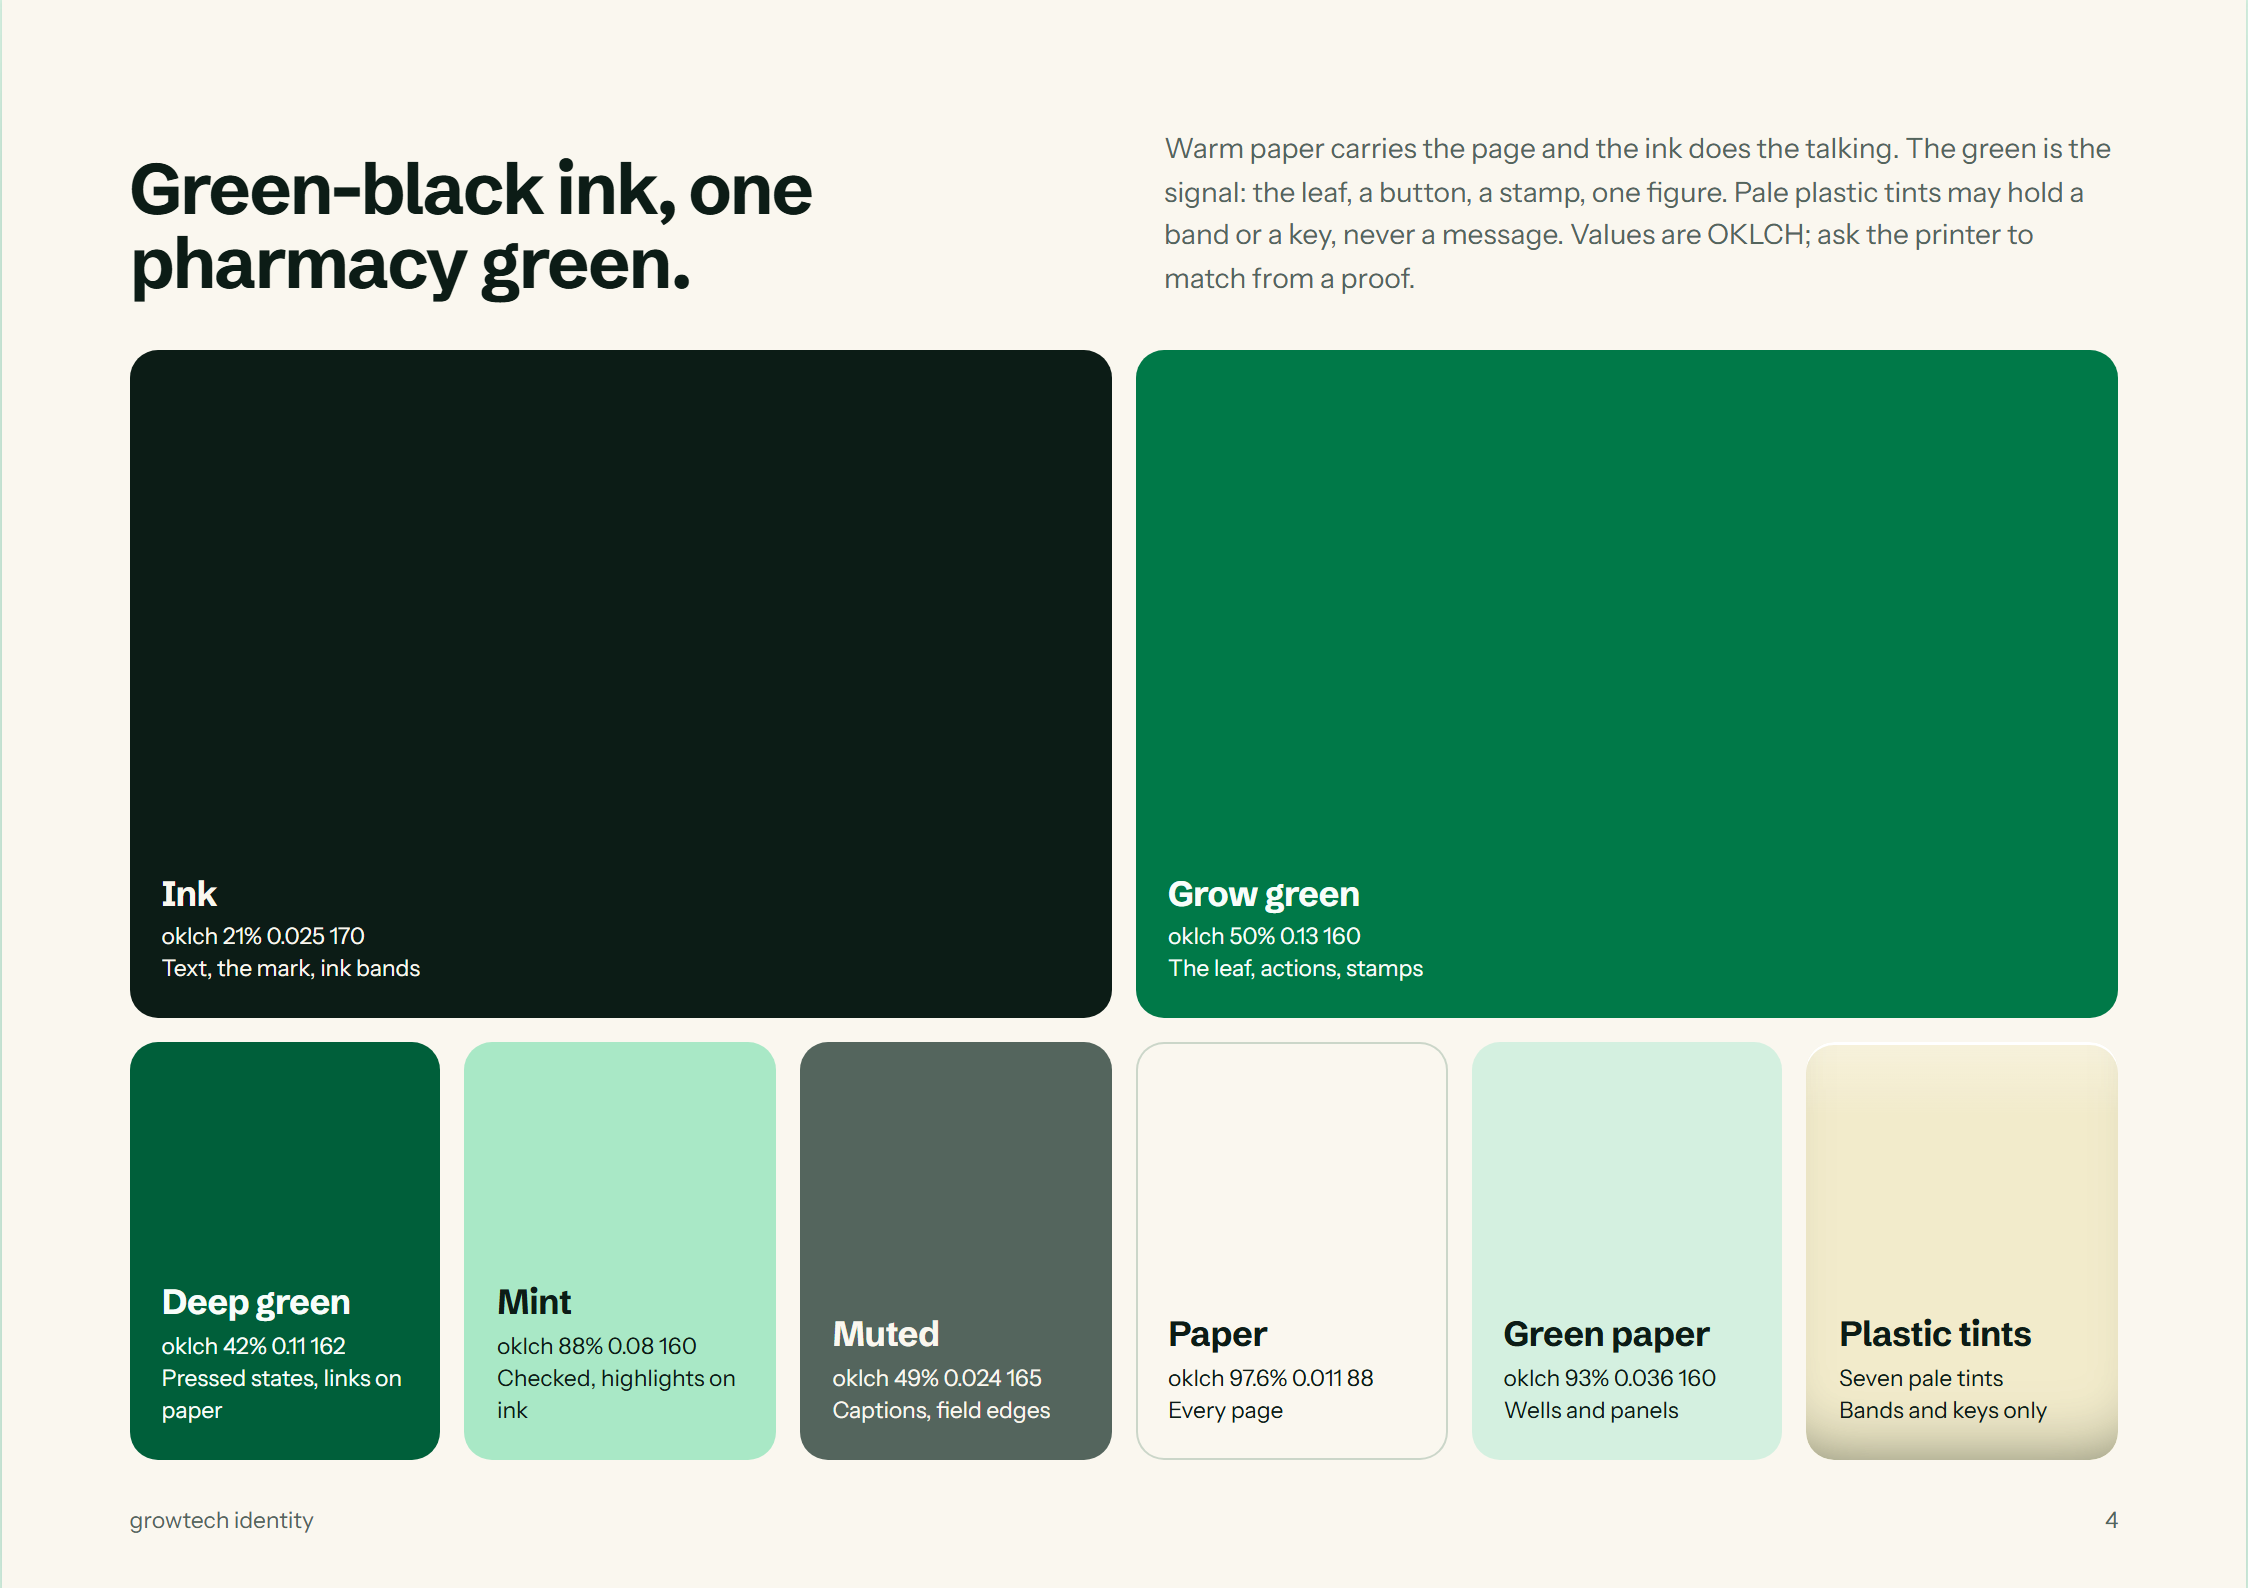 Green-black ink, one
pharmacy green.
Warm paper carries the page and the ink does the talking. The green is the
signal: the leaf, a button, a stamp, one figure. Pale plastic tints may hold a
band or a key, never a message. Values are OKLCH; ask the printer to
match from a proof.
Ink
oklch 21% 0.025 170
Text, the mark, ink bands
Grow green
oklch 50% 0.13 160
The leaf, actions, stamps
Deep green
oklch 42% 0.11 162
Pressed states, links on
paper
Mint
oklch 88% 0.08 160
Checked, highlights on
ink
Muted
oklch 49% 0.024 165
Captions, field edges
Paper
oklch 97.6% 0.011 88
Every page
Green paper
oklch 93% 0.036 160
Wells and panels
Plastic tints
Seven pale tints
Bands and keys only
growtech identity
4